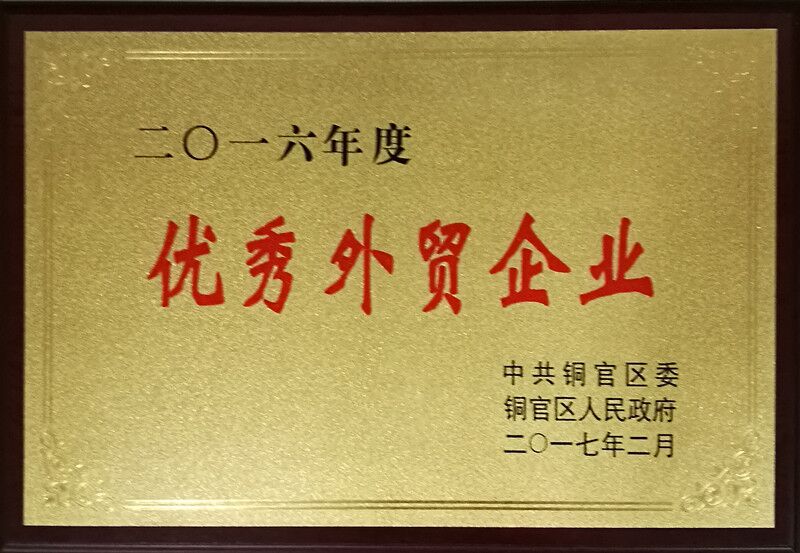 二〇一六年度
优秀外贸企业
中共铜官区委
铜官区人民政府
二〇一七年二月